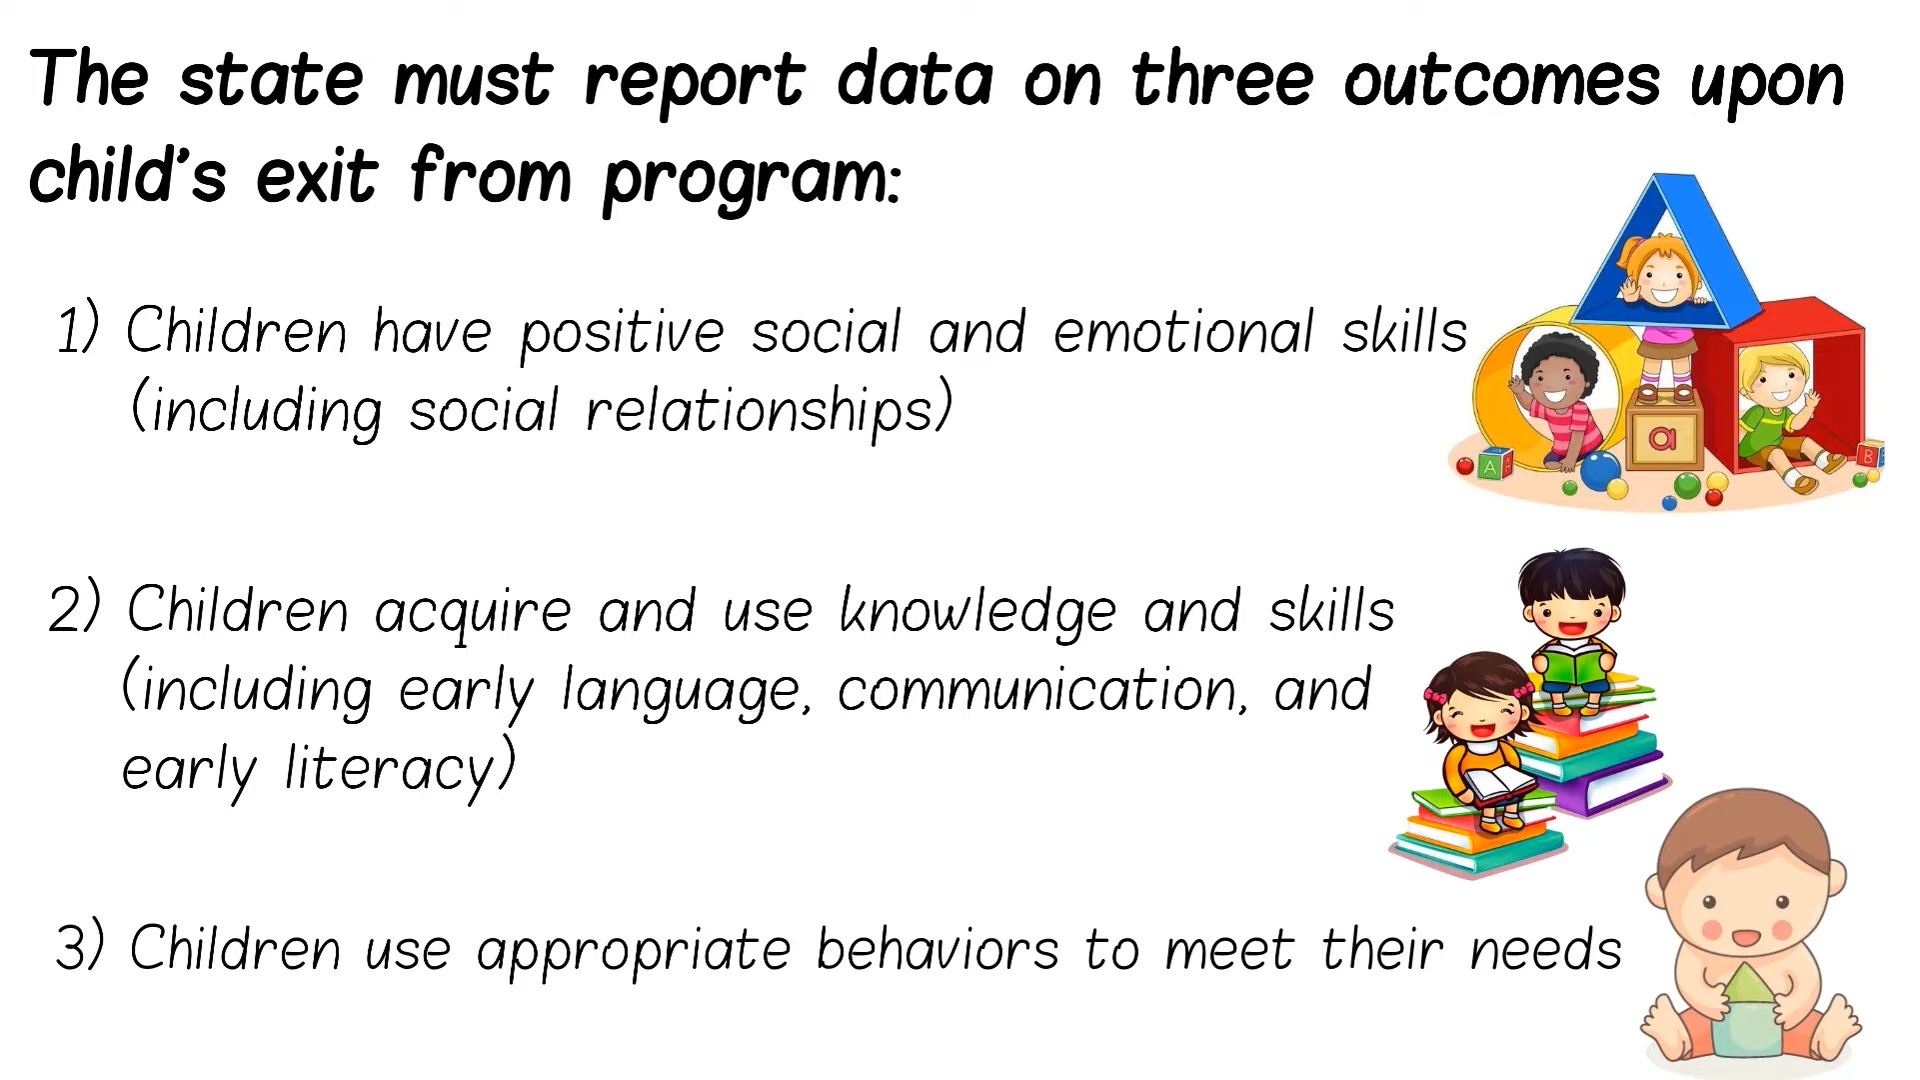 The state must report data on three outcomes upon
child's exit from program:
1) Children have positive social and emotional skills
(including social relationships)
a
A
A
B
2) Children acquire and use knowledge and skills
(including early language, communication, and
early literacy)
3) Children use appropriate behaviors to meet their needs